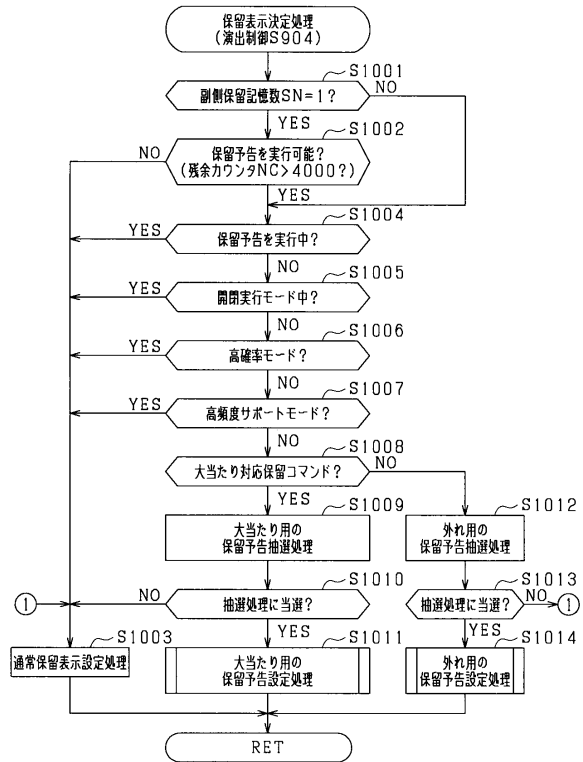 保留表示決定処理
(演出制御S904)
S1001
副側保留記憶数SN=1?
NO
YES
S1002
保留予告を実行可能?
(残余カウンタNC>4000?)
NO
YES
S1004
保留予告を実行中?
YES
NO
S1005
開閉実行モード中?
YES
NO
S1006
高確率モード?
YES
NO
S1007
高頻度サポートモード?
YES
NO
S1008
大当たり対応保留コマンド?
NO
YES
S1009
大当たり用の
保留予告抽選処理
S1012
外れ用の
保留予告抽選処理
S1010
抽選処理に当選?
NO
①
YES
S1013
抽選処理に当選?
NO
①
YES
S1003
通常保留表示設定処理
S1011
大当たり用の
保留予告設定処理
S1014
外れ用の
保留予告設定処理
RET